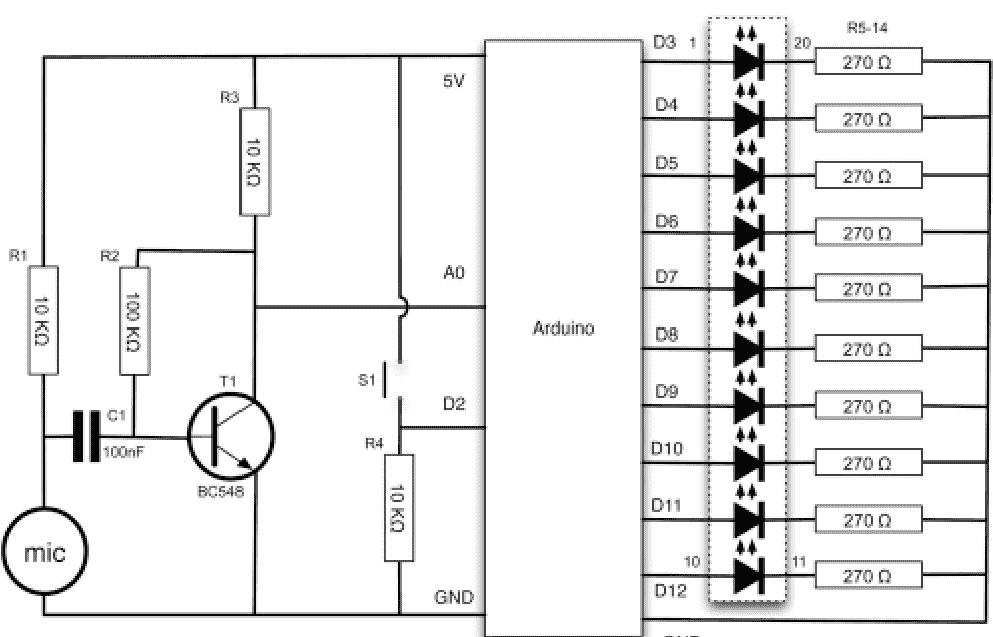 R5-14
D3 1 20 270 Ω
5V
R3
10 KΩ
D4 270 Ω
D5 270 Ω
D6 270 Ω
R1
10 KΩ
R2
100 KΩ
A0
D7 270 Ω
Arduino
D8 270 Ω
S1
T1
D2
D9 270 Ω
C1
100nF
R4
10 KΩ
D10 270 Ω
BC548
D11 270 Ω
mic
10 11 270 Ω
D12
GND